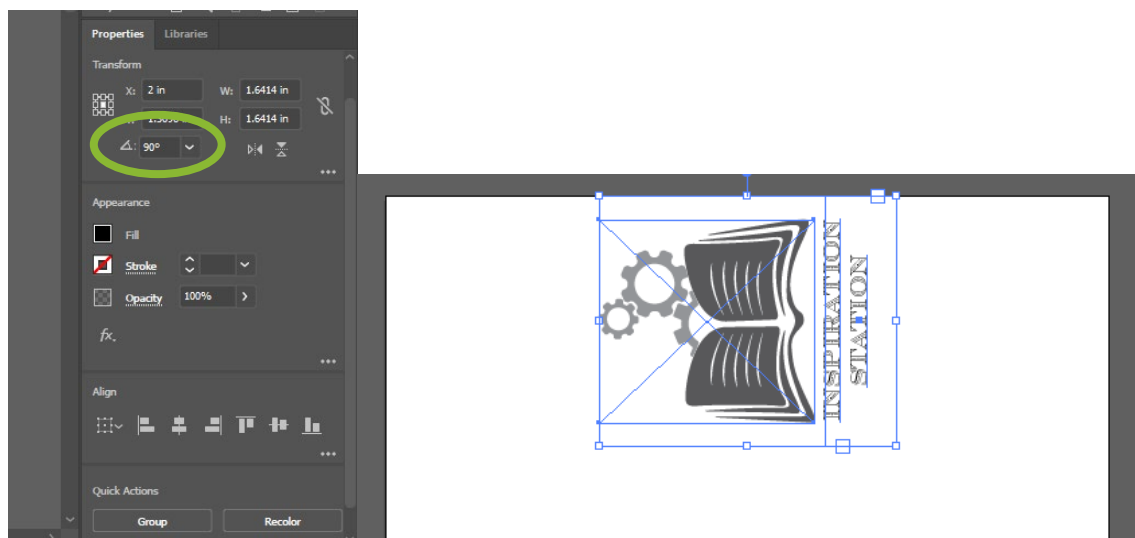 Properties Libraries
Transform
X: 2 in W: 1.6414 in
H: 1.6414 in
90°
Appearance
Fill
Stroke
Opacity 100%
fx.
Align
Quick Actions
Group Recolor
INSPIRATION
STATION